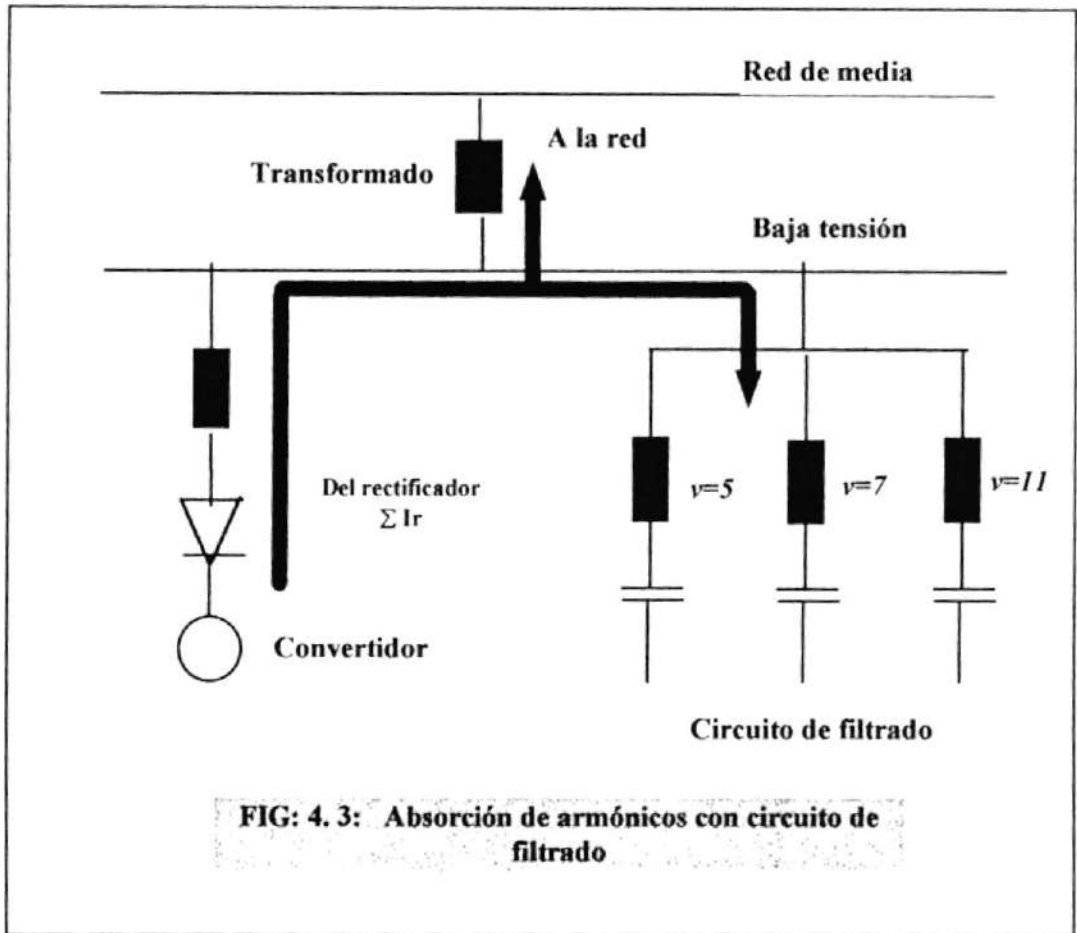 Red de media
A la red
Transformado
Baja tensión
Del rectificador
Σ Ir
v=5
v=7
v=11
Convertidor
Circuito de filtrado
FIG: 4. 3: Absorción de armónicos con circuito de
filtrado